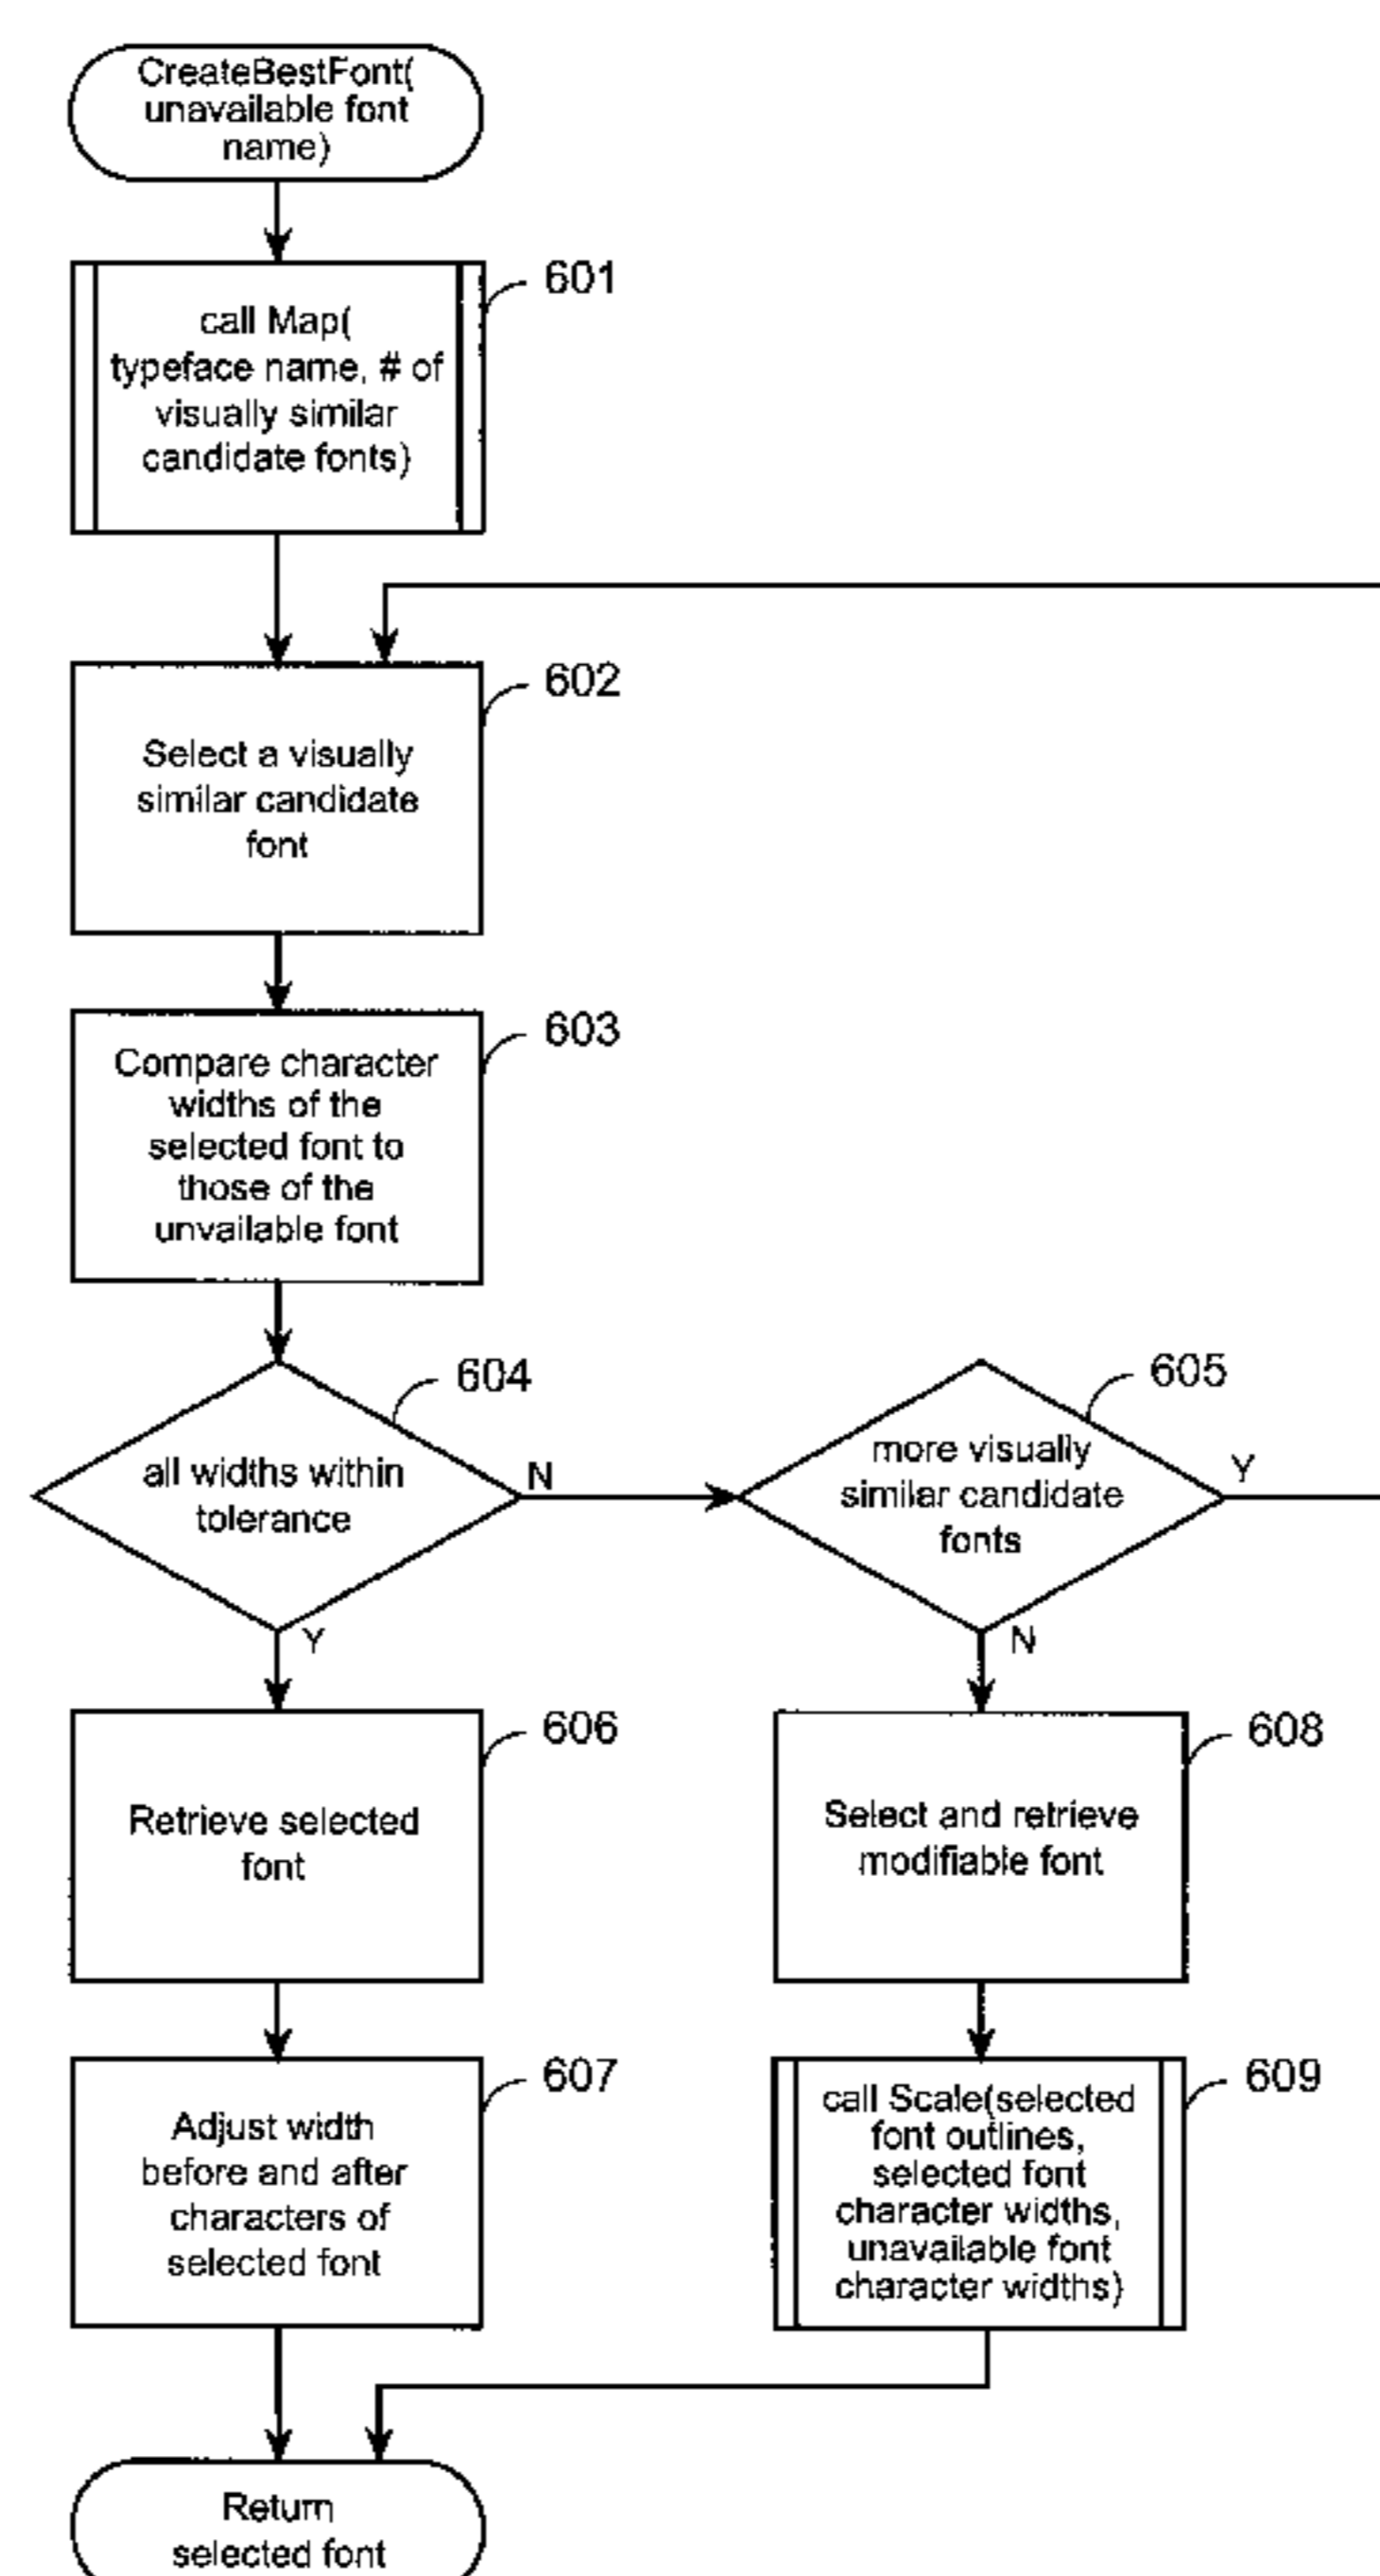 CreateBestFont(
unavailable font
name)
601
call Map(
typeface name, # of
visually similar
candidate fonts)
602
Select a visually
similar candidate
font
603
Compare character
widths of the
selected font to
those of the
unvailable font
604
all widths within
tolerance
N
Y
605
more visually
similar candidate
fonts
Y
N
606
Retrieve selected
font
608
Select and retrieve
modifiable font
607
Adjust width
before and after
characters of
selected font
609
call Scale(selected
font outlines,
selected font
character widths,
unavailable font
character widths)
Return
selected font